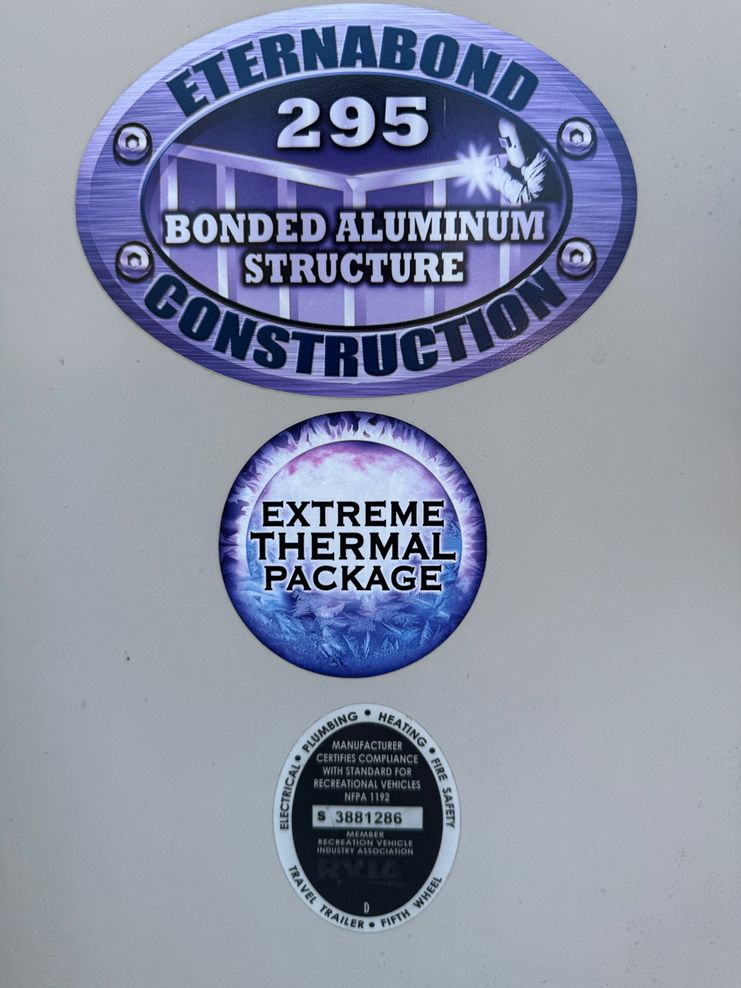 ETERNABOND
295
BONDED ALUMINUM
STRUCTURE
CONSTRUCTION
EXTREME
THERMAL
PACKAGE
ELECTRICAL • PLUMBING • HEATING • FIRE SAFETY
MANUFACTURER
CERTIFIES COMPLIANCE
WITH STANDARD FOR
RECREATIONAL VEHICLES
NFPA 1192
S 3881286
MEMBER
RECREATION VEHICLE
INDUSTRY ASSOCIATION
RVIA
D
TRAVEL TRAILER • FIFTH WHEEL